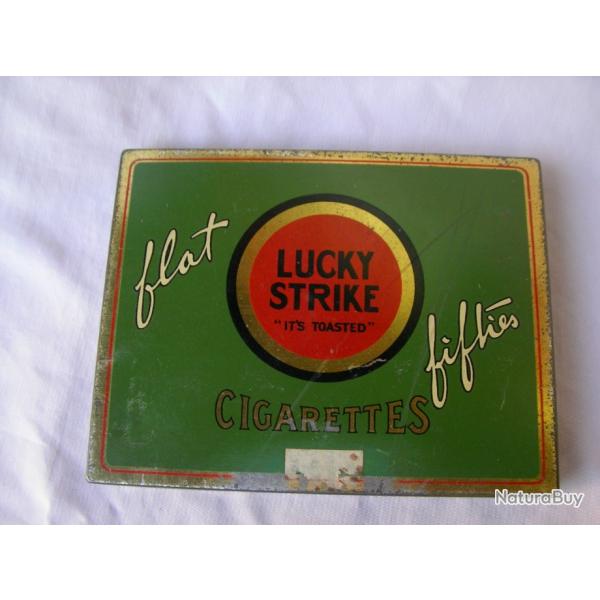 flat
LUCKY
STRIKE
"IT'S TOASTED"
fifties
CIGARETTES
NaturaBuy